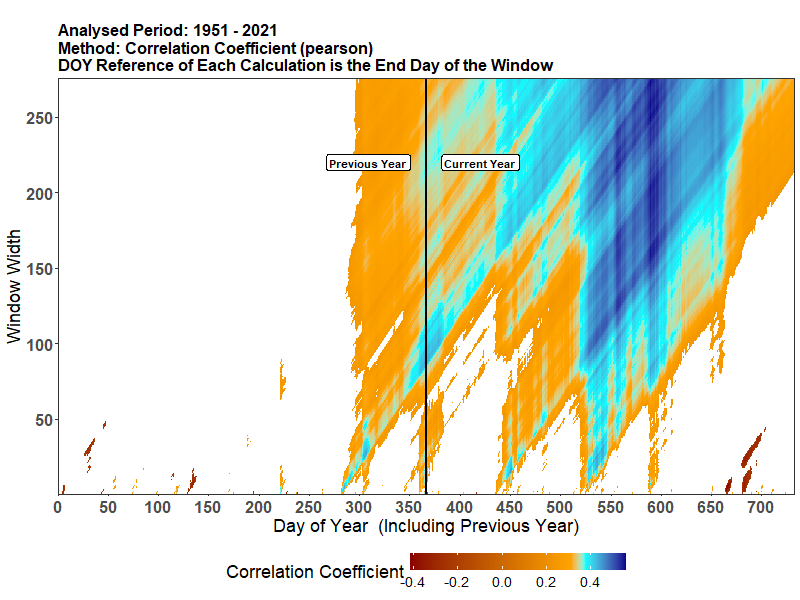 Analysed Period: 1951 - 2021
Method: Correlation Coefficient (pearson)
DOY Reference of Each Calculation is the End Day of the Window
250
200
150
100
50
Window Width
Previous Year
Current Year
0 50 100 150 200 250 300 350 400 450 500 550 600 650 700
Day of Year (Including Previous Year)
Correlation Coefficient
-0.4 -0.2 0.0 0.2 0.4